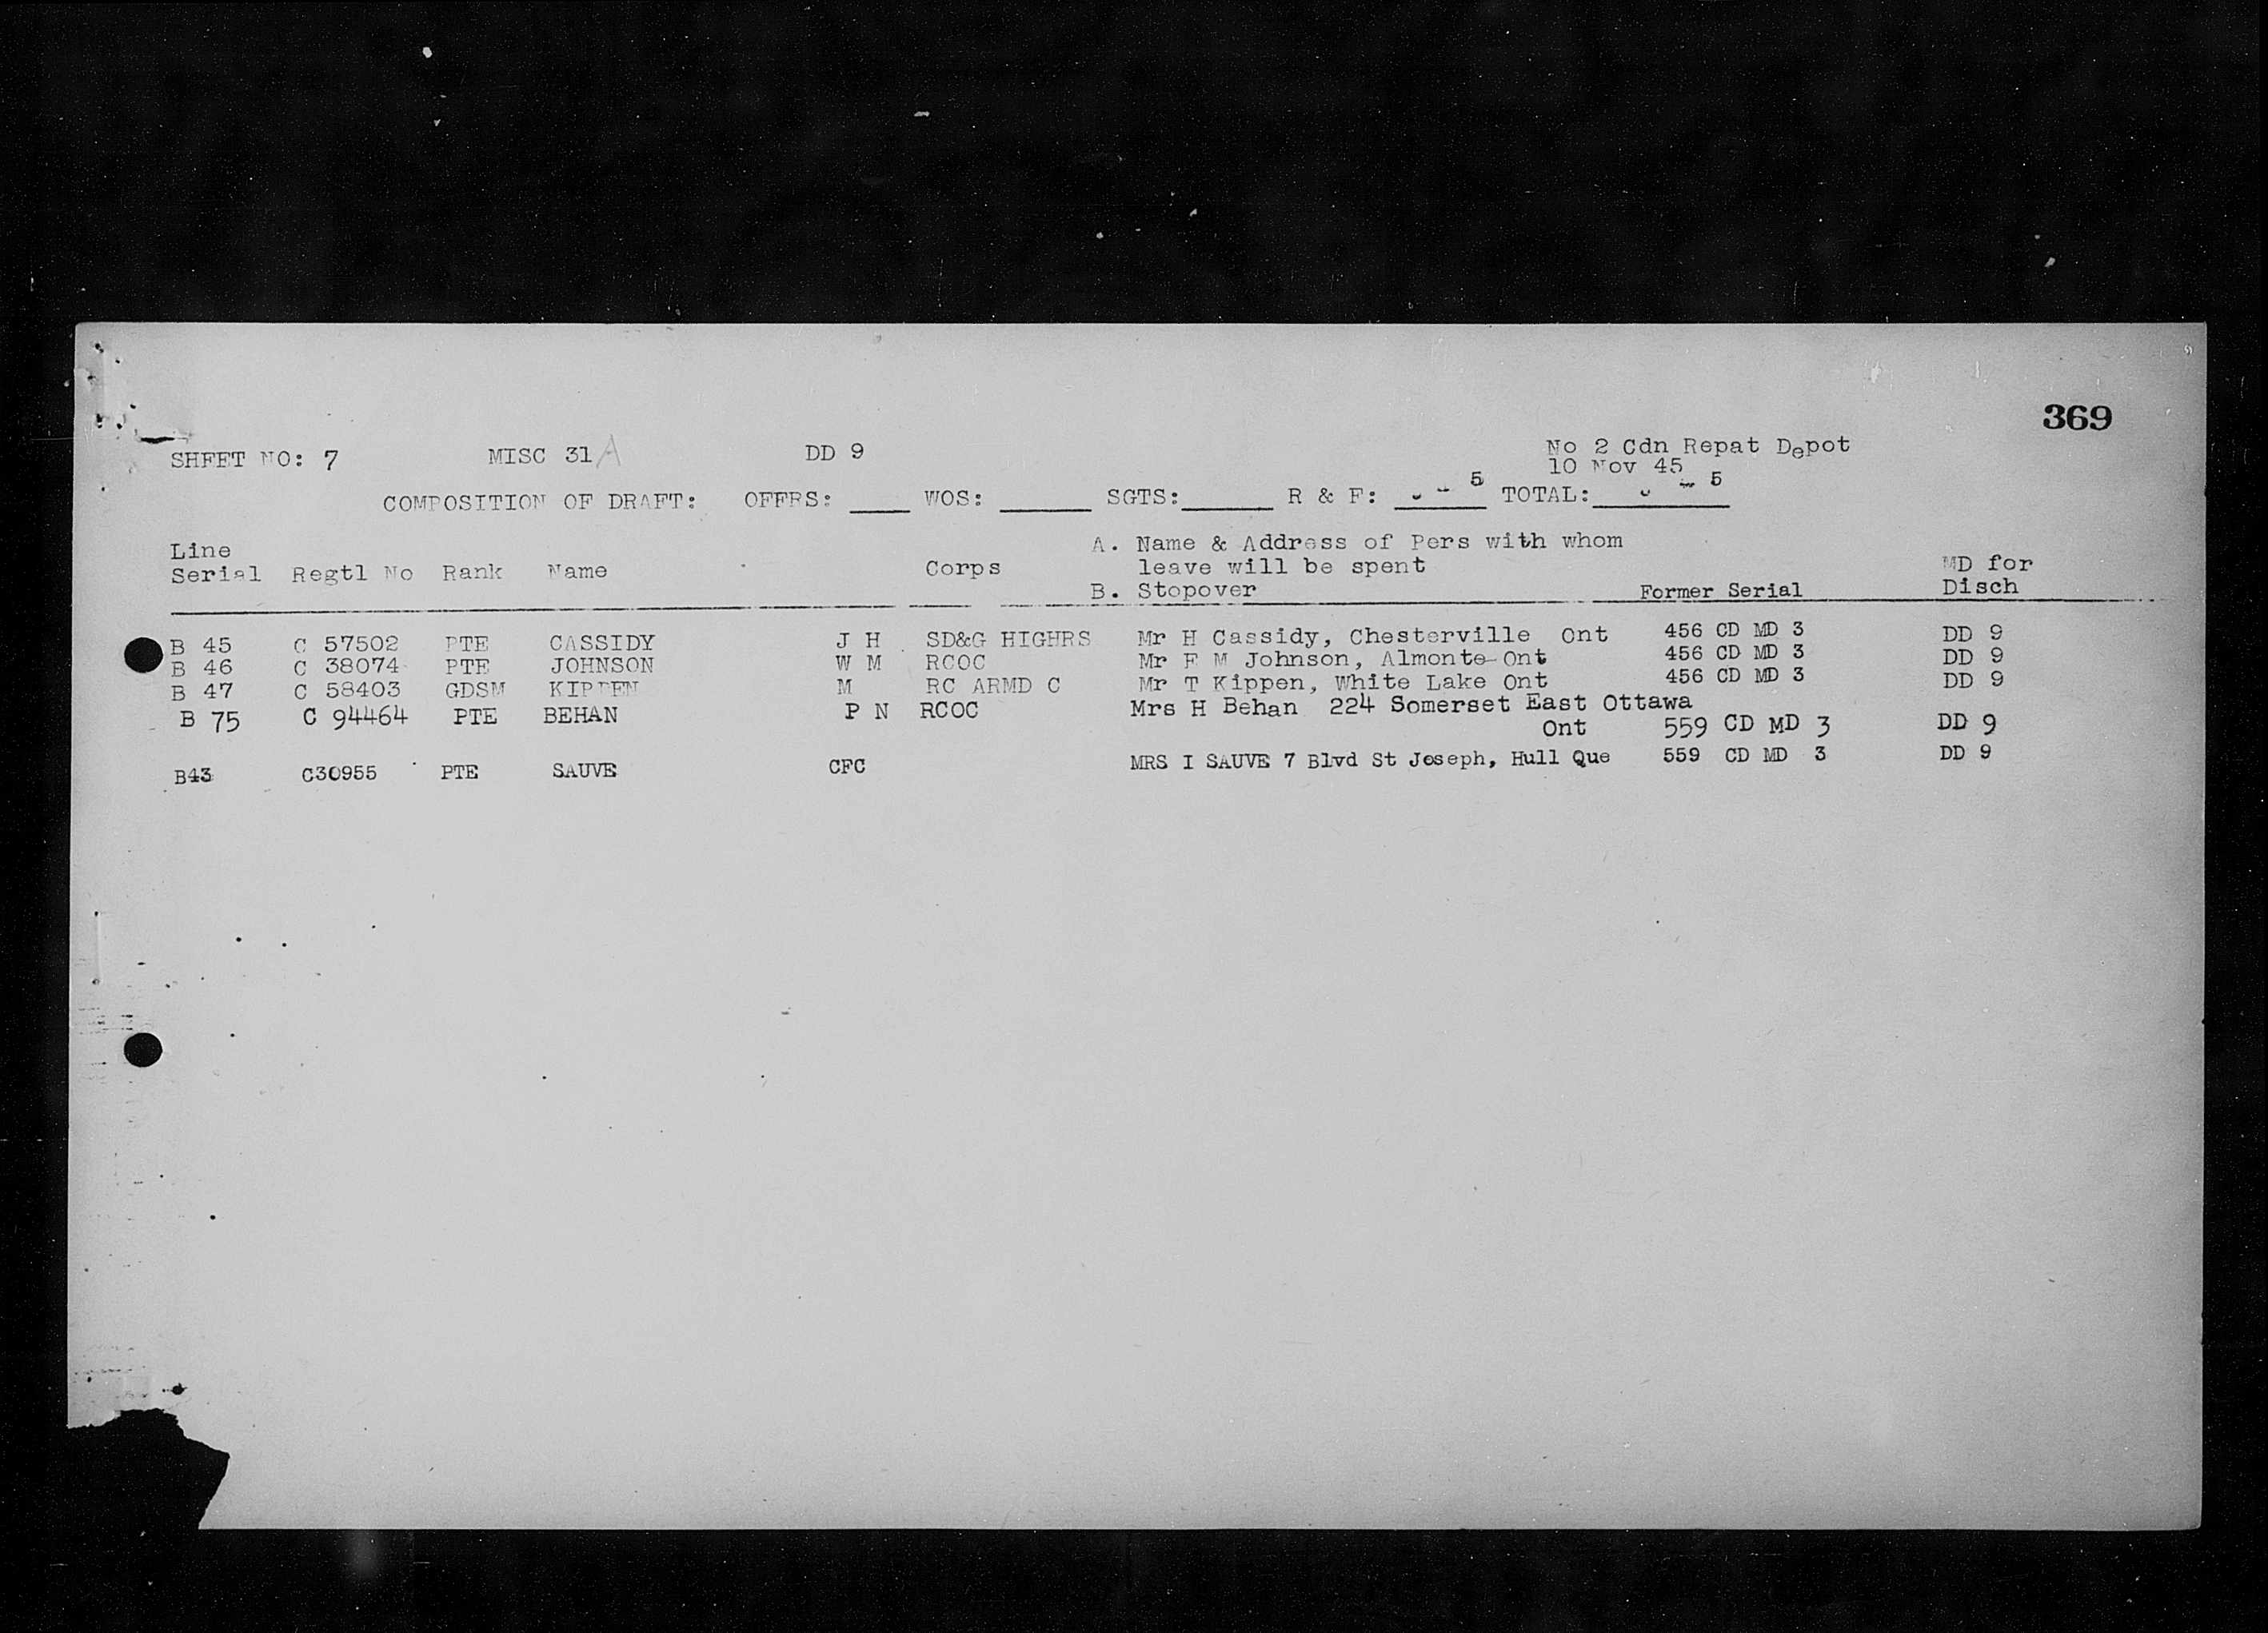 369
SHEET NO: 7 MISC 31A DD 9 No 2 Cdn Repat Depot
10 Nov 45
COMPOSITION OF DRAFT: OFFRS: ____ WOS: ____ SGTS: ____ R & F: 5 TOTAL: 5
Line A. Name & Address of Pers with whom
Serial Regtl No Rank Name Corps leave will be spent MD for
B. Stopover Former Serial Disch
B 45 C 57502 PTE CASSIDY J H SD&G HIGHRS Mr H Cassidy, Chesterville Ont 456 CD MD 3 DD 9
B 46 C 38074 PTE JOHNSON W M RCOC Mr F M Johnson, Almonte Ont 456 CD MD 3 DD 9
B 47 C 58403 GDSM KIPPEN M RC ARMD C Mr T Kippen, White Lake Ont 456 CD MD 3 DD 9
B 75 C 94464 PTE BEHAN P N RCOC Mrs H Behan 224 Somerset East Ottawa
Ont 559 CD MD 3 DD 9
B43 C30955 PTE SAUVE CFC MRS I SAUVE 7 Blvd St Joseph, Hull Que 559 CD MD 3 DD 9